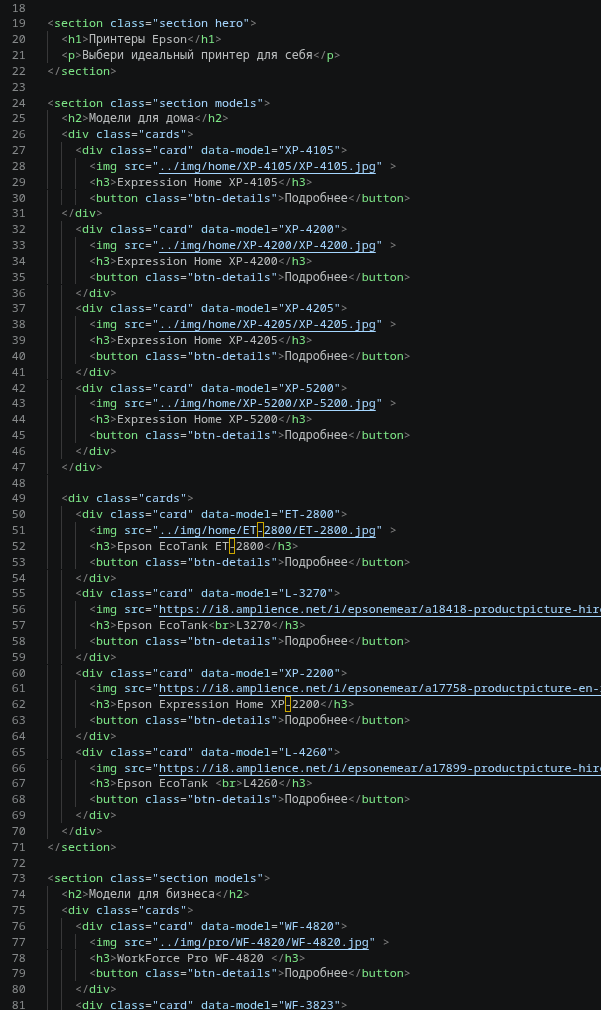 18
19 <section class="section hero">
20 <h1>Принтеры Epson</h1>
21 <p>Выбери идеальный принтер для себя</p>
22 </section>
23
24 <section class="section models">
25 <h2>Модели для дома</h2>
26 <div class="cards">
27 <div class="card" data-model="XP-4105">
28 <img src="../img/home/XP-4105/XP-4105.jpg" >
29 <h3>Expression Home XP-4105</h3>
30 <button class="btn-details">Подробнее</button>
31 </div>
32 <div class="card" data-model="XP-4200">
33 <img src="../img/home/XP-4200/XP-4200.jpg" >
34 <h3>Expression Home XP-4200</h3>
35 <button class="btn-details">Подробнее</button>
36 </div>
37 <div class="card" data-model="XP-4205">
38 <img src="../img/home/XP-4205/XP-4205.jpg" >
39 <h3>Expression Home XP-4205</h3>
40 <button class="btn-details">Подробнее</button>
41 </div>
42 <div class="card" data-model="XP-5200">
43 <img src="../img/home/XP-5200/XP-5200.jpg" >
44 <h3>Expression Home XP-5200</h3>
45 <button class="btn-details">Подробнее</button>
46 </div>
47 </div>
48
49 <div class="cards">
50 <div class="card" data-model="ET-2800">
51 <img src="../img/home/ET‑2800/ET-2800.jpg" >
52 <h3>Epson EcoTank ET‑2800</h3>
53 <button class="btn-details">Подробнее</button>
54 </div>
55 <div class="card" data-model="L-3270">
56 <img src="https://i8.amplience.net/i/epsonemear/a18418-productpicture-hir
57 <h3>Epson EcoTank<br>L3270</h3>
58 <button class="btn-details">Подробнее</button>
59 </div>
60 <div class="card" data-model="XP-2200">
61 <img src="https://i8.amplience.net/i/epsonemear/a17758-productpicture-en-
62 <h3>Epson Expression Home XP‑2200</h3>
63 <button class="btn-details">Подробнее</button>
64 </div>
65 <div class="card" data-model="L-4260">
66 <img src="https://i8.amplience.net/i/epsonemear/a17899-productpicture-hir
67 <h3>Epson EcoTank <br>L4260</h3>
68 <button class="btn-details">Подробнее</button>
69 </div>
70 </div>
71 </section>
72
73 <section class="section models">
74 <h2>Модели для бизнеса</h2>
75 <div class="cards">
76 <div class="card" data-model="WF-4820">
77 <img src="../img/pro/WF-4820/WF-4820.jpg" >
78 <h3>WorkForce Pro WF-4820 </h3>
79 <button class="btn-details">Подробнее</button>
80 </div>
81 <div class="card" data-model="WF-3823">